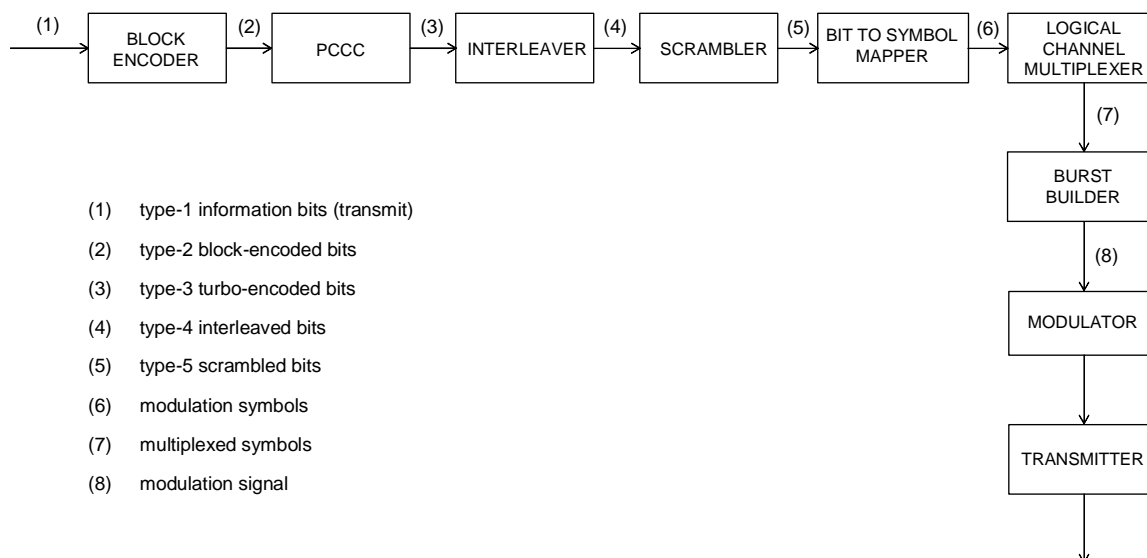 (1)
BLOCK
ENCODER
(2)
PCCC
(3)
INTERLEAVER
(4)
SCRAMBLER
(5)
BIT TO SYMBOL
MAPPER
(6)
LOGICAL
CHANNEL
MULTIPLEXER
(7)
BURST
BUILDER
(8)
MODULATOR
TRANSMITTER
(1) type-1 information bits (transmit)
(2) type-2 block-encoded bits
(3) type-3 turbo-encoded bits
(4) type-4 interleaved bits
(5) type-5 scrambled bits
(6) modulation symbols
(7) multiplexed symbols
(8) modulation signal